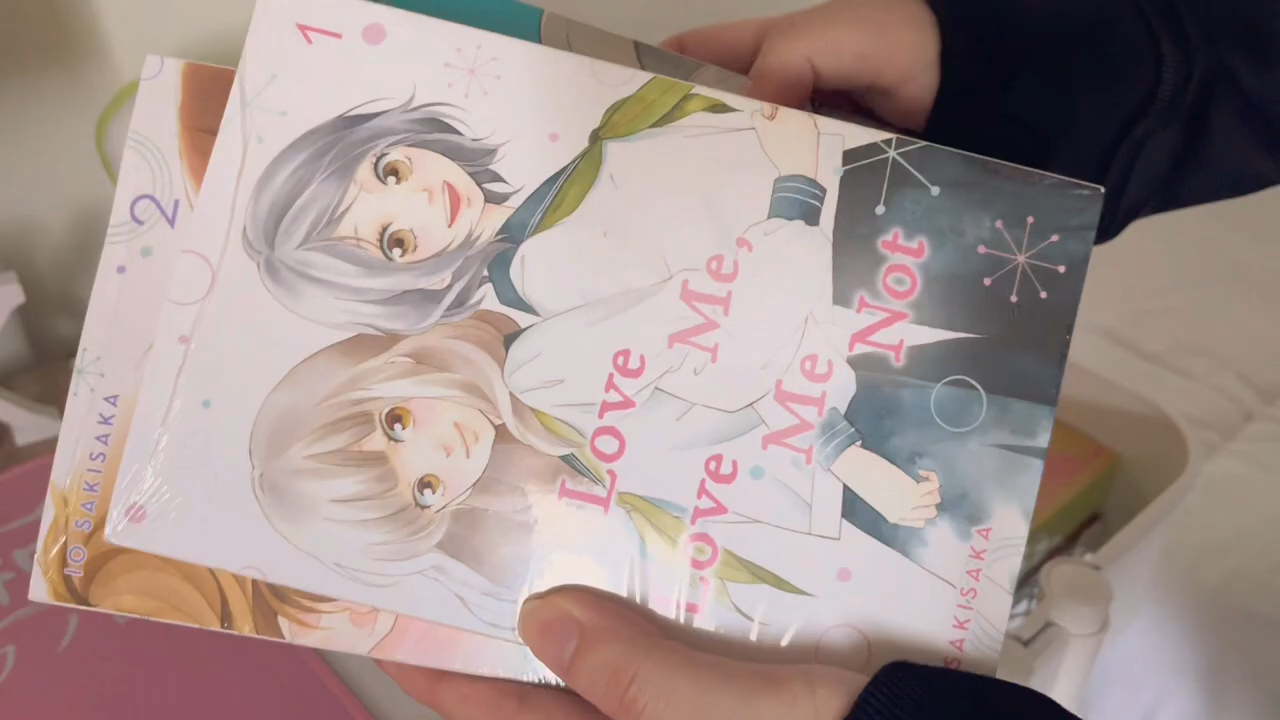 1
Love Me,
Love Me Not
SAKISAKA
2
IO SAKISAKA